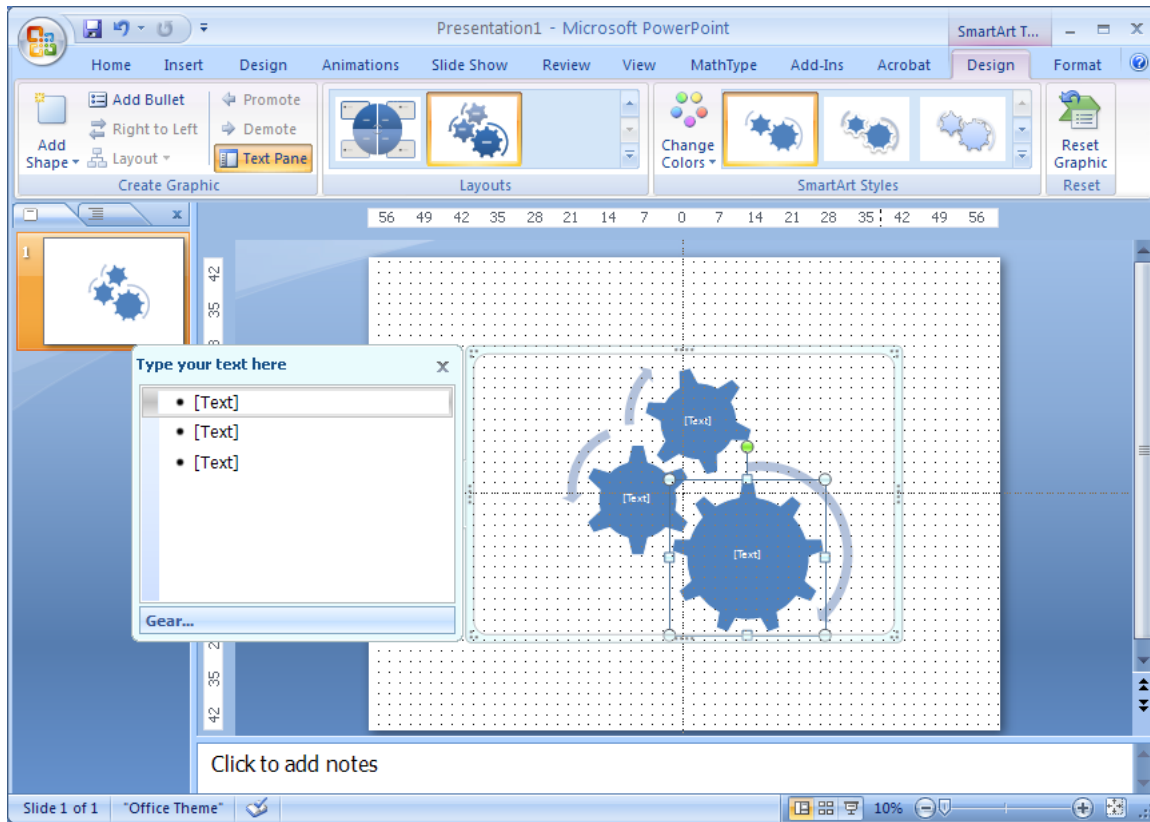 Presentation1 - Microsoft PowerPoint
SmartArt T...
Home Insert Design Animations Slide Show Review View MathType Add-Ins Acrobat Design Format
Add Shape
Add Bullet
Right to Left
Layout
Promote
Demote
Text Pane
Change Colors
Reset Graphic
Create Graphic Layouts SmartArt Styles Reset
56 49 42 35 28 21 14 7 0 7 14 21 28 35 42 49 56
1
42
35
Type your text here
[Text]
[Text]
[Text]
Gear...
[Text]
[Text]
[Text]
35
42
Click to add notes
Slide 1 of 1 "Office Theme" 10%